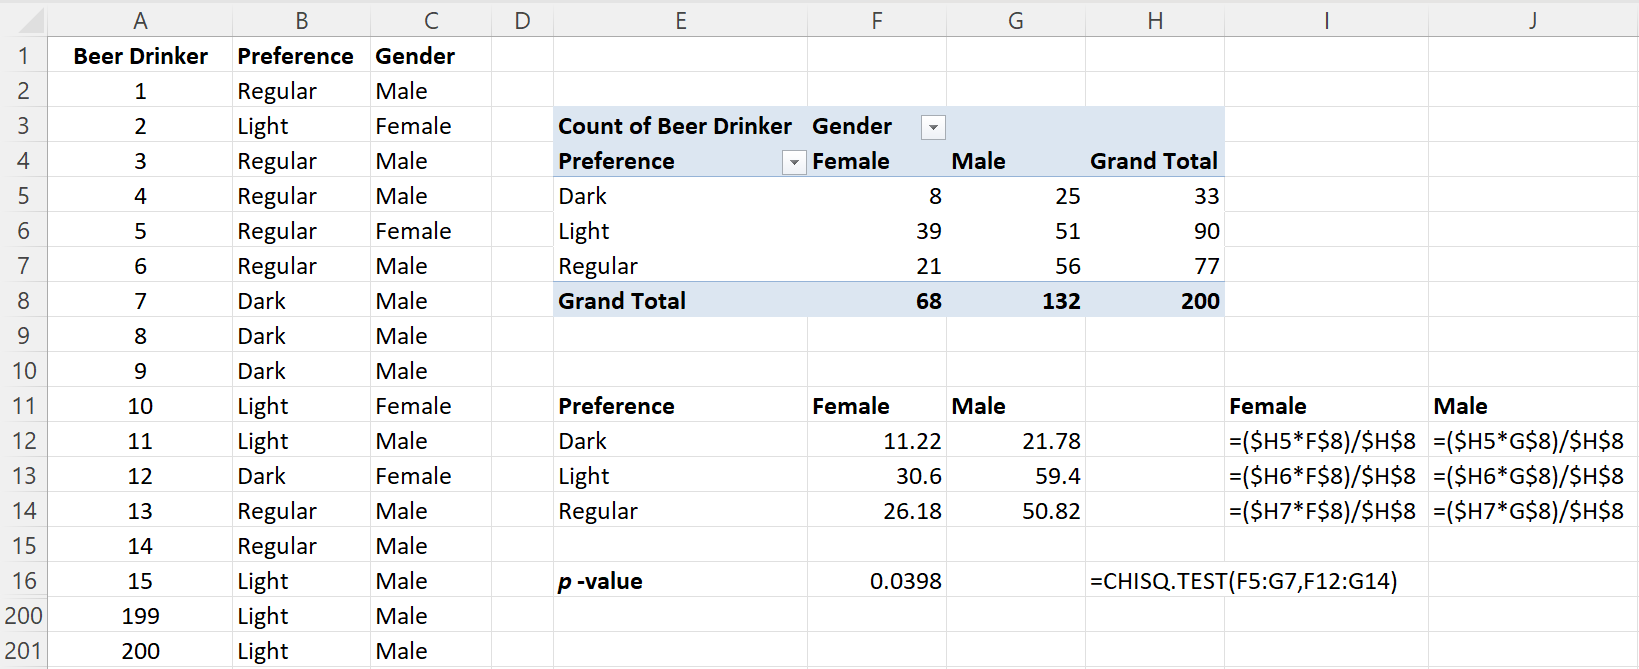 A B C D E F G H I J
1 Beer Drinker Preference Gender
2 1 Regular Male
3 2 Light Female Count of Beer Drinker Gender
4 3 Regular Male Preference Female Male Grand Total
5 4 Regular Male Dark 8 25 33
6 5 Regular Female Light 39 51 90
7 6 Regular Male Regular 21 56 77
8 7 Dark Male Grand Total 68 132 200
9 8 Dark Male
10 9 Dark Male
11 10 Light Female Preference Female Male Female Male
12 11 Light Male Dark 11.22 21.78 =($H5*F$8)/$H$8 =($H5*G$8)/$H$8
13 12 Dark Female Light 30.6 59.4 =($H6*F$8)/$H$8 =($H6*G$8)/$H$8
14 13 Regular Male Regular 26.18 50.82 =($H7*F$8)/$H$8 =($H7*G$8)/$H$8
15 14 Regular Male
16 15 Light Male p -value 0.0398 =CHISQ.TEST(F5:G7,F12:G14)
200 199 Light Male
201 200 Light Male